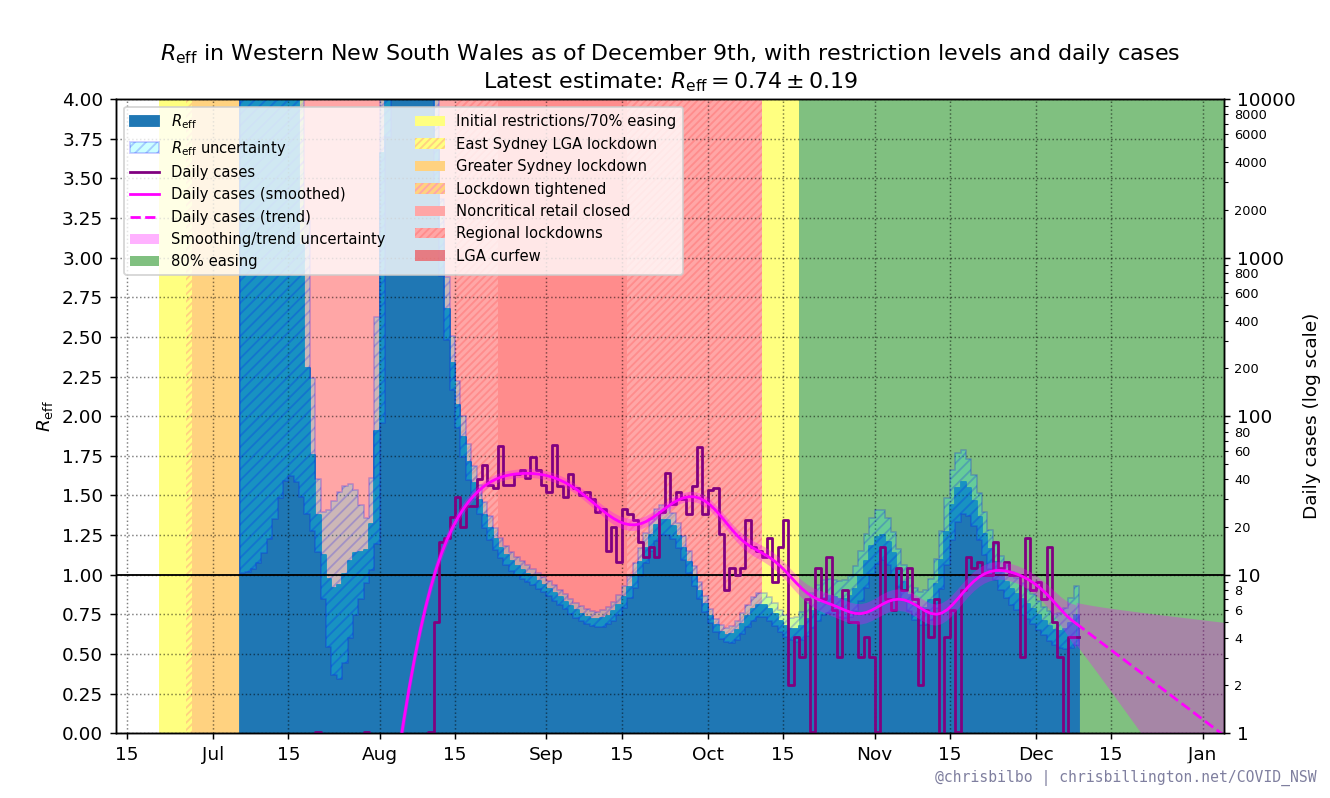 Reff in Western New South Wales as of December 9th, with restriction levels and daily cases
Latest estimate: Reff = 0.74 ± 0.19
Reff
Reff uncertainty
Daily cases
Daily cases (smoothed)
Daily cases (trend)
Smoothing/trend uncertainty
80% easing
Initial restrictions/70% easing
East Sydney LGA lockdown
Greater Sydney lockdown
Lockdown tightened
Noncritical retail closed
Regional lockdowns
LGA curfew
Reff
4.00
3.75
3.50
3.25
3.00
2.75
2.50
2.25
2.00
1.75
1.50
1.25
1.00
0.75
0.50
0.25
0.00
10000
8000
6000
4000
2000
1000
800
600
400
200
100
80
60
40
20
10
8
6
4
2
1
Daily cases (log scale)
15 Jul 15 Aug 15 Sep 15 Oct 15 Nov 15 Dec 15 Jan
@chrisbilbo | chrisbillington.net/COVID_NSW